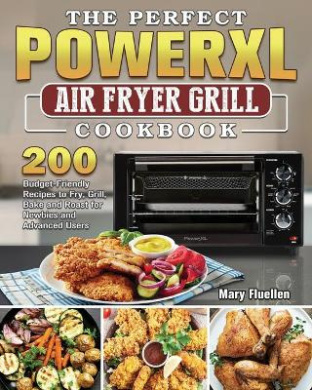 THE PERFECT
POWERXL
AIR FRYER GRILL
COOKBOOK
200
Budget-Friendly
Recipes to Fry, Grill,
Bake and Roast for
Newbies and
Advanced Users
PowerXL
Mary Fluellen